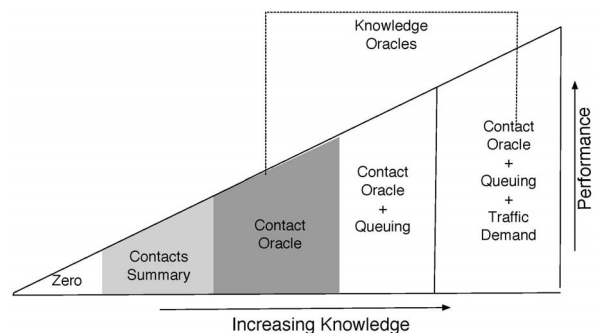 Knowledge
Oracles
Zero
Contacts
Summary
Contact
Oracle
Contact
Oracle
+
Queuing
Contact
Oracle
+
Queuing
+
Traffic
Demand
Performance
Increasing Knowledge